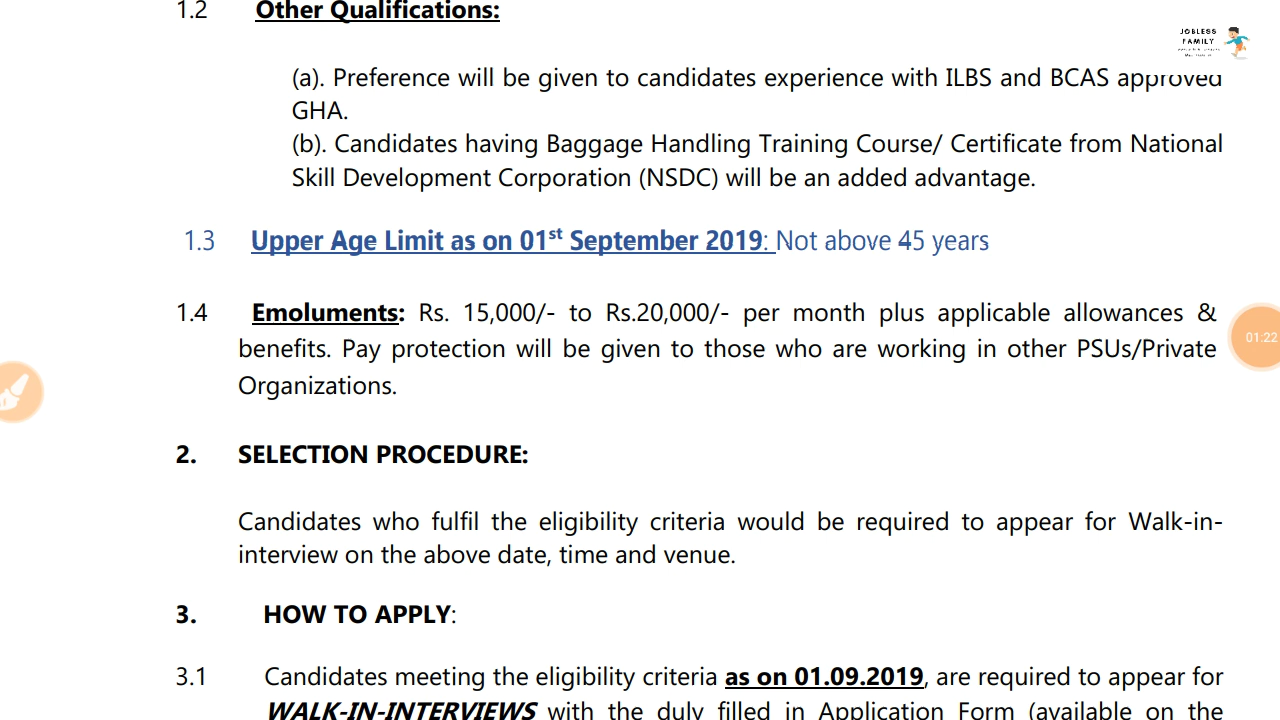 1.2 Other Qualifications:
JOBLESS
FAMILY
(a). Preference will be given to candidates experience with ILBS and BCAS approved
GHA.
(b). Candidates having Baggage Handling Training Course/ Certificate from National
Skill Development Corporation (NSDC) will be an added advantage.
1.3 Upper Age Limit as on 01st September 2019: Not above 45 years
1.4 Emoluments: Rs. 15,000/- to Rs.20,000/- per month plus applicable allowances &
benefits. Pay protection will be given to those who are working in other PSUs/Private
01:22
Organizations.
2. SELECTION PROCEDURE:
Candidates who fulfil the eligibility criteria would be required to appear for Walk-in-
interview on the above date, time and venue.
3. HOW TO APPLY:
3.1 Candidates meeting the eligibility criteria as on 01.09.2019, are required to appear for
WALK-IN-INTERVIEWS with the duly filled in Application Form (available on the